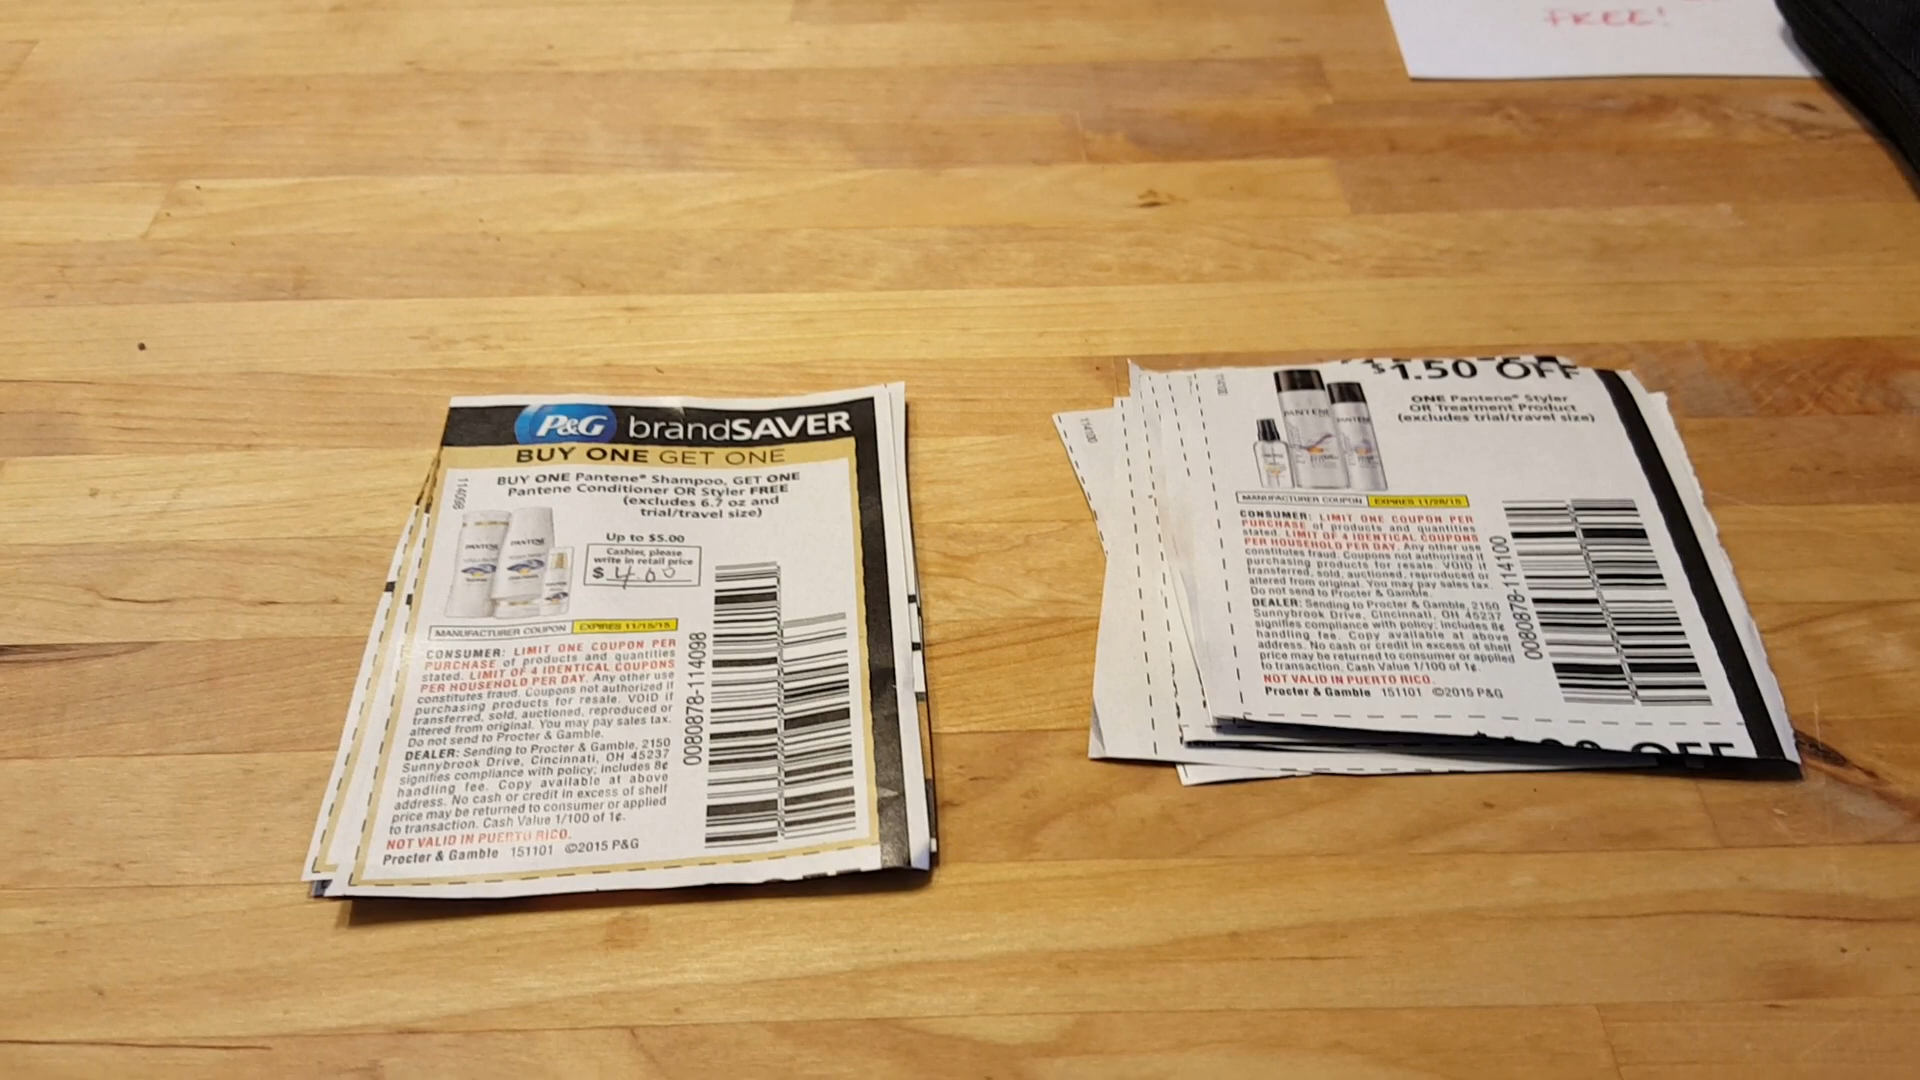 FREE!
P&G brandSAVER
BUY ONE GET ONE
BUY ONE Pantene® Shampoo, GET ONE
Pantene Conditioner OR Styler FREE
(excludes 6.7 oz and
trial/travel size)
114098
PANTENE
PANTENE
Up to $5.00
Cashier, please
write in retail price
$ 4.00
MANUFACTURER COUPON EXPIRES 11/15/15
CONSUMER: LIMIT ONE COUPON PER
PURCHASE of products and quantities
stated. LIMIT OF 4 IDENTICAL COUPONS
PER HOUSEHOLD PER DAY. Any other use
constitutes fraud. Coupons not authorized if
purchasing products for resale. VOID if
transferred, sold, auctioned, reproduced or
altered from original. You may pay sales tax.
Do not send to Procter & Gamble.
DEALER: Sending to Procter & Gamble, 2150
Sunnybrook Drive, Cincinnati, OH 45237
signifies compliance with policy; includes 8¢
handling fee. Copy available at above
address. No cash or credit in excess of shelf
price may be returned to consumer or applied
to transaction. Cash Value 1/100 of 1¢.
NOT VALID IN PUERTO RICO.
Procter & Gamble 151101 ©2015 P&G
0080878-114098
$1.50 OFF
ONE Pantene® Styler
OR Treatment Product
(excludes trial/travel size)
PANTENE
PANTENE
MANUFACTURER COUPON EXPIRES 11/28/15
CONSUMER: LIMIT ONE COUPON PER
PURCHASE of products and quantities
stated. LIMIT OF 4 IDENTICAL COUPONS
PER HOUSEHOLD PER DAY. Any other use
constitutes fraud. Coupons not authorized if
purchasing products for resale. VOID if
transferred, sold, auctioned, reproduced or
altered from original. You may pay sales tax.
Do not send to Procter & Gamble.
DEALER: Sending to Procter & Gamble, 2150
Sunnybrook Drive, Cincinnati, OH 45237
signifies compliance with policy; includes 8¢
handling fee. Copy available at above
address. No cash or credit in excess of shelf
price may be returned to consumer or applied
to transaction. Cash Value 1/100 of 1¢.
NOT VALID IN PUERTO RICO.
Procter & Gamble 151101 ©2015 P&G
0080878-114100
OFF